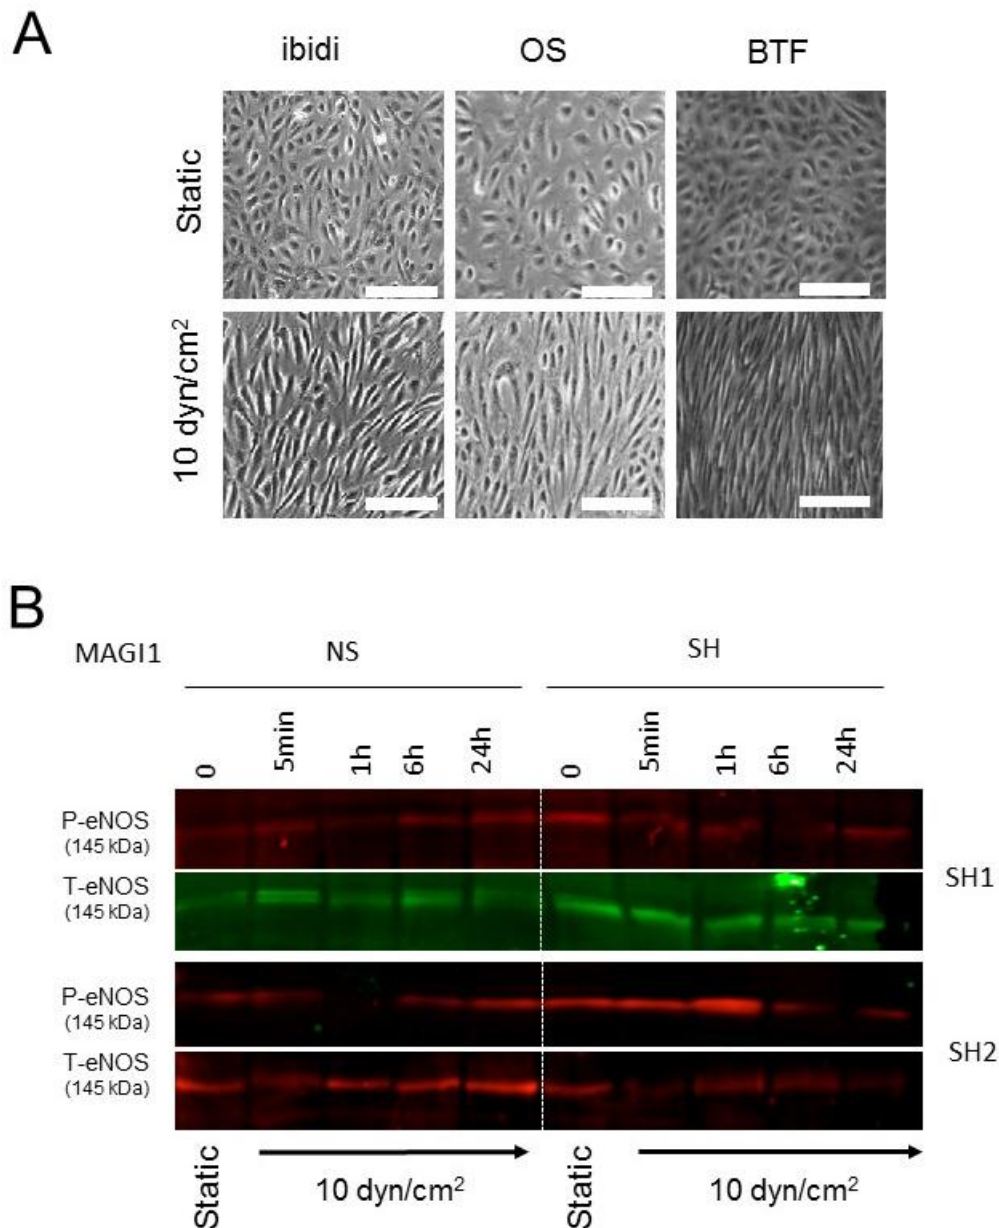 A
ibidi OS BTF
Static
10 dyn/cm²
B
MAGI1 NS SH
0 5min 1h 6h 24h 0 5min 1h 6h 24h
P-eNOS
(145 kDa)
T-eNOS
(145 kDa)
SH1
P-eNOS
(145 kDa)
T-eNOS
(145 kDa)
SH2
Static 10 dyn/cm² Static 10 dyn/cm²